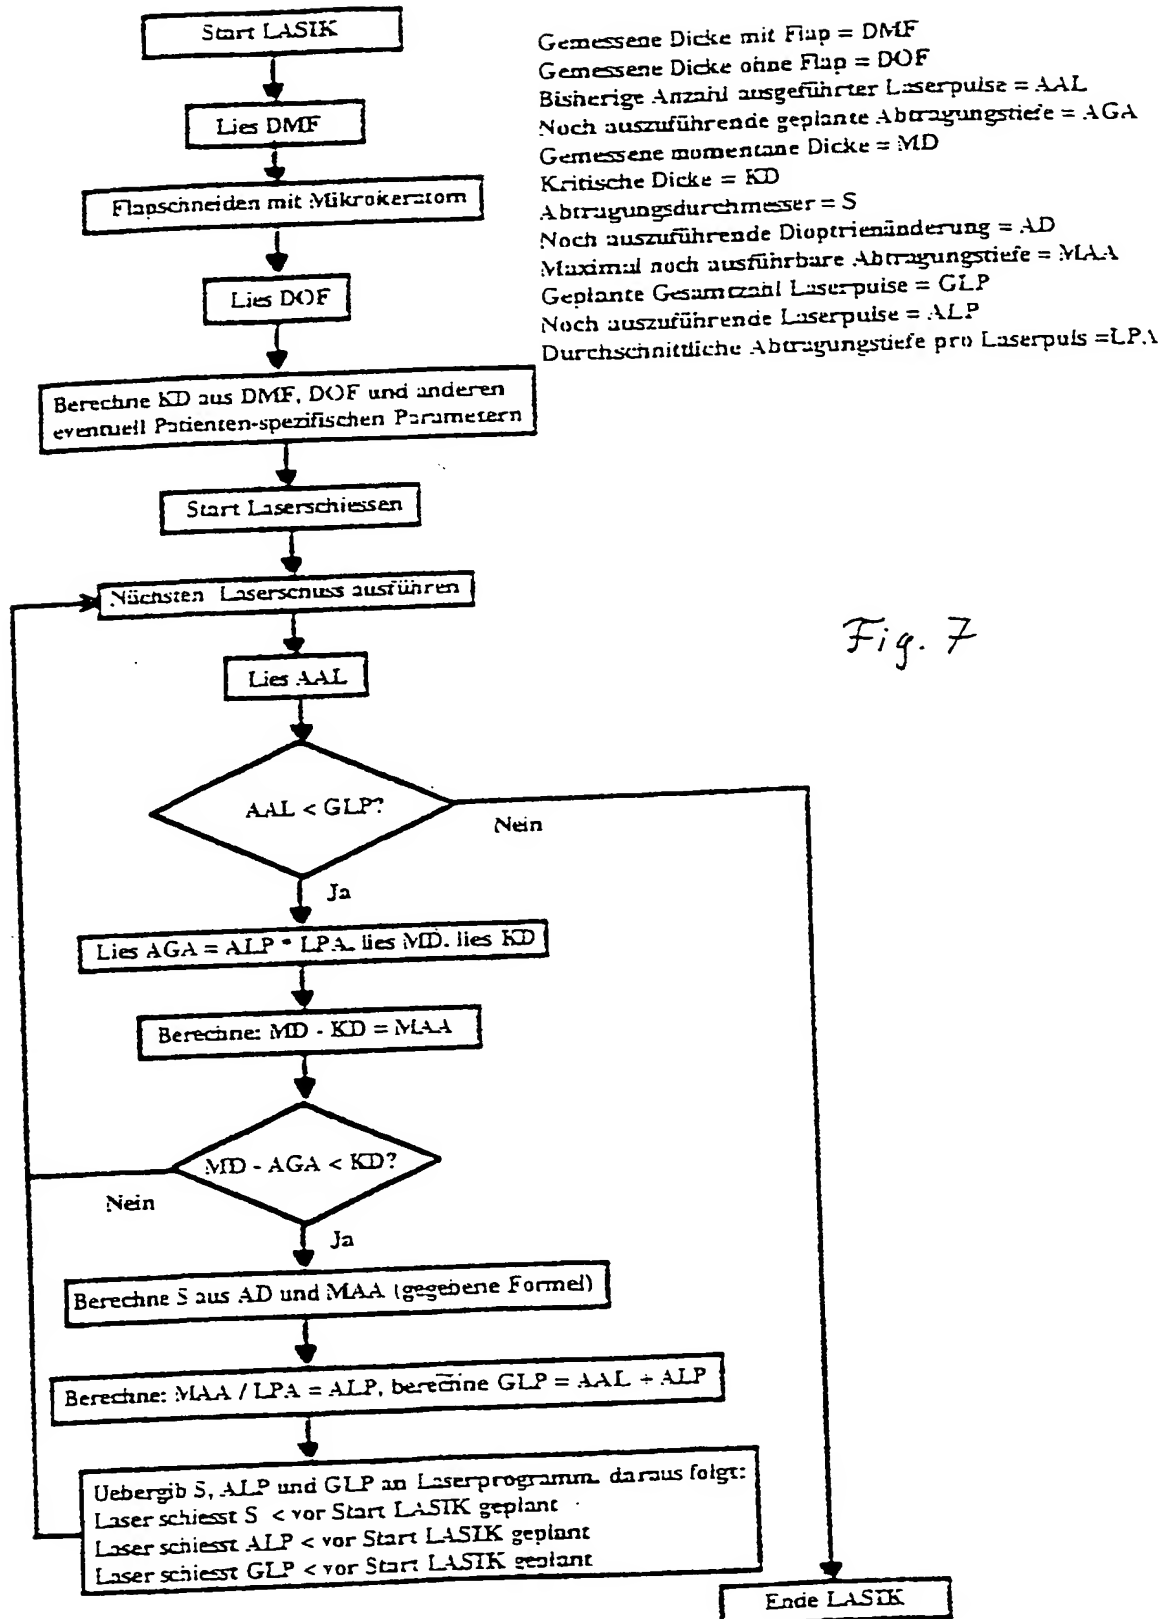 Start LASIK
Lies DMF
Flapschneiden mit Mikrokeratom
Lies DOF
Berechne KD aus DMF, DOF und anderen
eventuell Patienten-spezifischen Parametern
Start Laserschiessen
Nächsten Laserschuss ausführen
Lies AAL
AAL < GLP?
Nein
Ja
Lies AGA = ALP * LPA, lies MD, lies KD
Berechne: MD - KD = MAA
MD - AGA < KD?
Nein
Ja
Berechne S aus AD und MAA (gegebene Formel)
Berechne: MAA / LPA = ALP, berechne GLP = AAL + ALP
Uebergib S, ALP und GLP an Laserprogramm, daraus folgt:
Laser schiesst S < vor Start LASIK geplant
Laser schiesst ALP < vor Start LASIK geplant
Laser schiesst GLP < vor Start LASIK geplant
Ende LASIK
Gemessene Dicke mit Flap = DMF
Gemessene Dicke ohne Flap = DOF
Bisherige Anzahl ausgeführter Laserpulse = AAL
Noch auszuführende geplante Abtragungstiefe = AGA
Gemessene momentane Dicke = MD
Kritische Dicke = KD
Abtragungsdurchmesser = S
Noch auszuführende Dioptrienänderung = AD
Maximal noch ausführbare Abtragungstiefe = MAA
Geplante Gesamtzahl Laserpulse = GLP
Noch auszuführende Laserpulse = ALP
Durchschnittliche Abtragungstiefe pro Laserpuls =LPA
Fig. 7